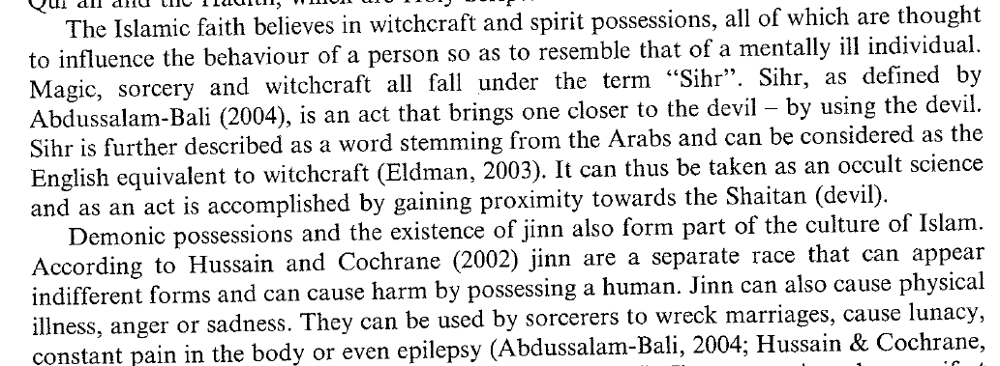 Qur'an and the Hadith, which are Holy
The Islamic faith believes in witchcraft and spirit possessions, all of which are thought
to influence the behaviour of a person so as to resemble that of a mentally ill individual.
Magic, sorcery and witchcraft all fall under the term “Sihr”. Sihr, as defined by
Abdussalam-Bali (2004), is an act that brings one closer to the devil – by using the devil.
Sihr is further described as a word stemming from the Arabs and can be considered as the
English equivalent to witchcraft (Eldman, 2003). It can thus be taken as an occult science
and as an act is accomplished by gaining proximity towards the Shaitan (devil).
Demonic possessions and the existence of jinn also form part of the culture of Islam.
According to Hussain and Cochrane (2002) jinn are a separate race that can appear
indifferent forms and can cause harm by possessing a human. Jinn can also cause physical
illness, anger or sadness. They can be used by sorcerers to wreck marriages, cause lunacy,
constant pain in the body or even epilepsy (Abdussalam-Bali, 2004; Hussain & Cochrane,